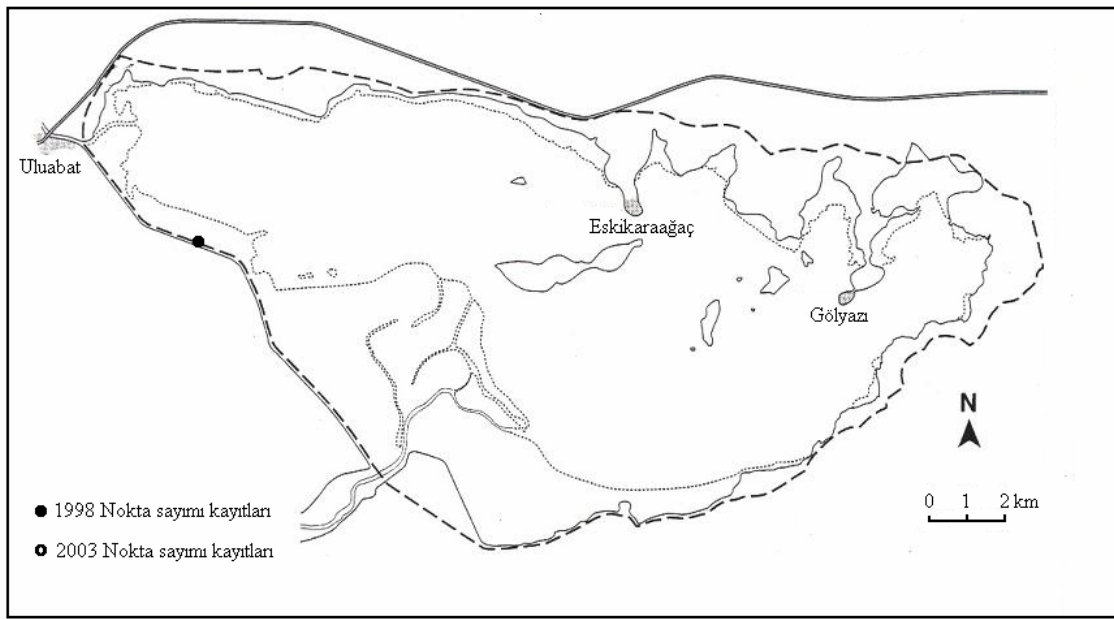 Uluabat
Eskikaraağaç
Gölyazı
N
0 1 2 km
1998 Nokta sayımı kayıtları
2003 Nokta sayımı kayıtları